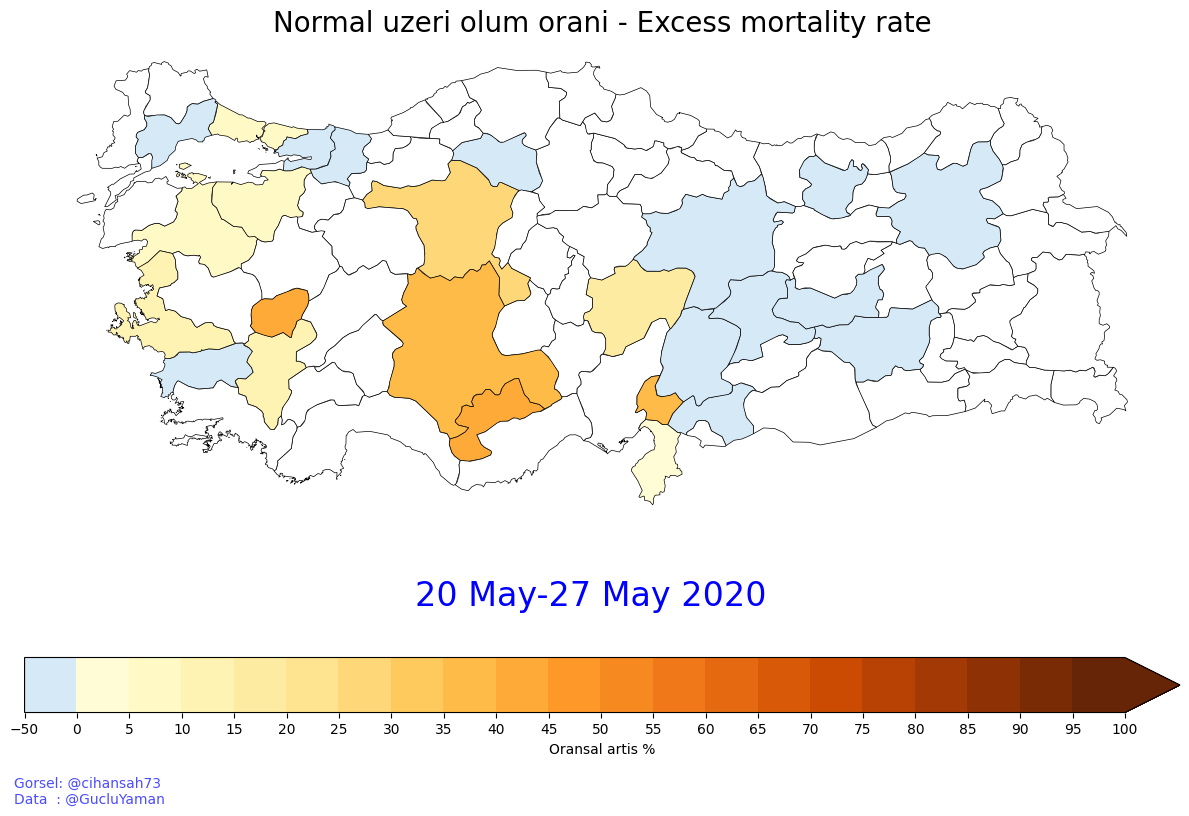 Normal uzeri olum orani - Excess mortality rate
20 May-27 May 2020
−50 0 5 10 15 20 25 30 35 40 45 50 55 60 65 70 75 80 85 90 95 100
Oransal artis %
Gorsel: @cihansah73
Data  : @GucluYaman